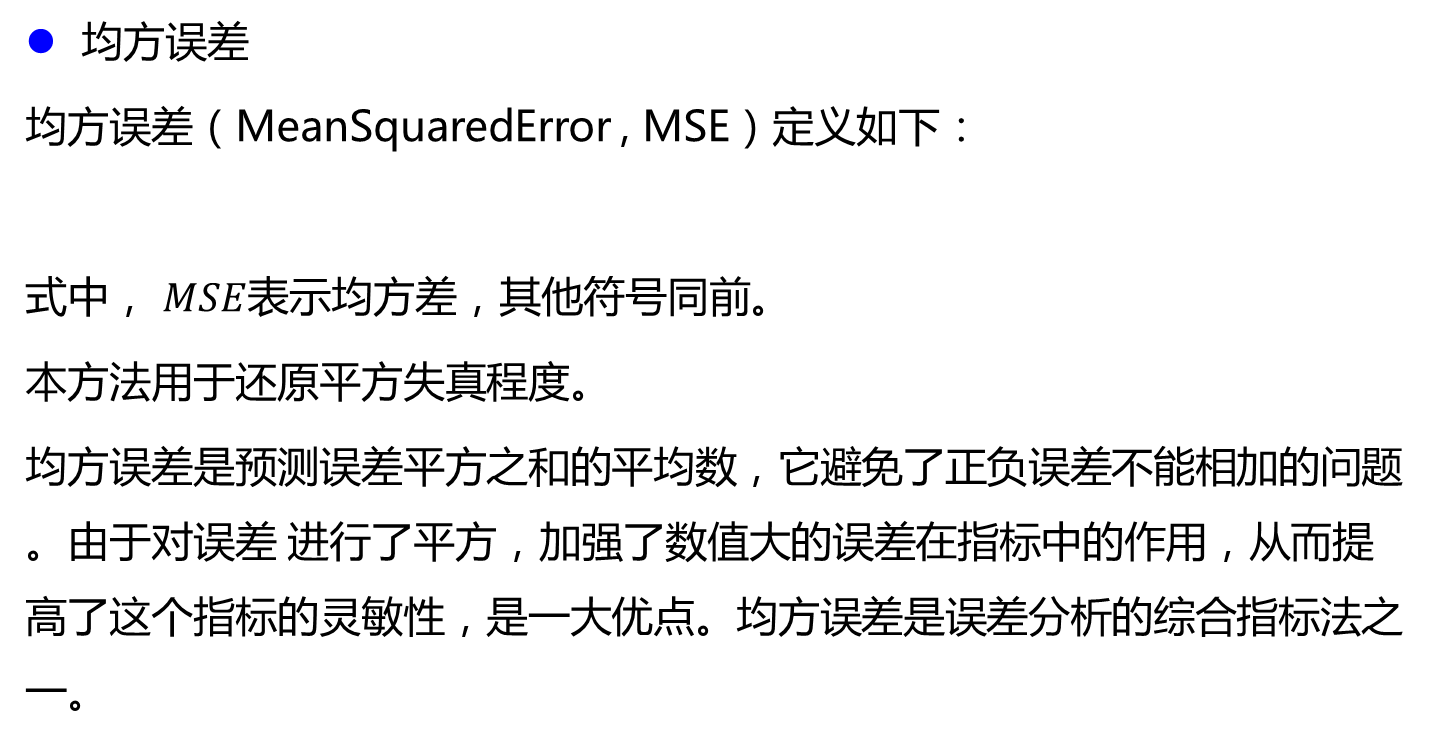 ● 均方误差
均方误差（MeanSquaredError，MSE）定义如下：
式中， MSE表示均方差，其他符号同前。
本方法用于还原平方失真程度。
均方误差是预测误差平方之和的平均数，它避免了正负误差不能相加的问题
。由于对误差 进行了平方，加强了数值大的误差在指标中的作用，从而提
高了这个指标的灵敏性，是一大优点。均方误差是误差分析的综合指标法之
一。